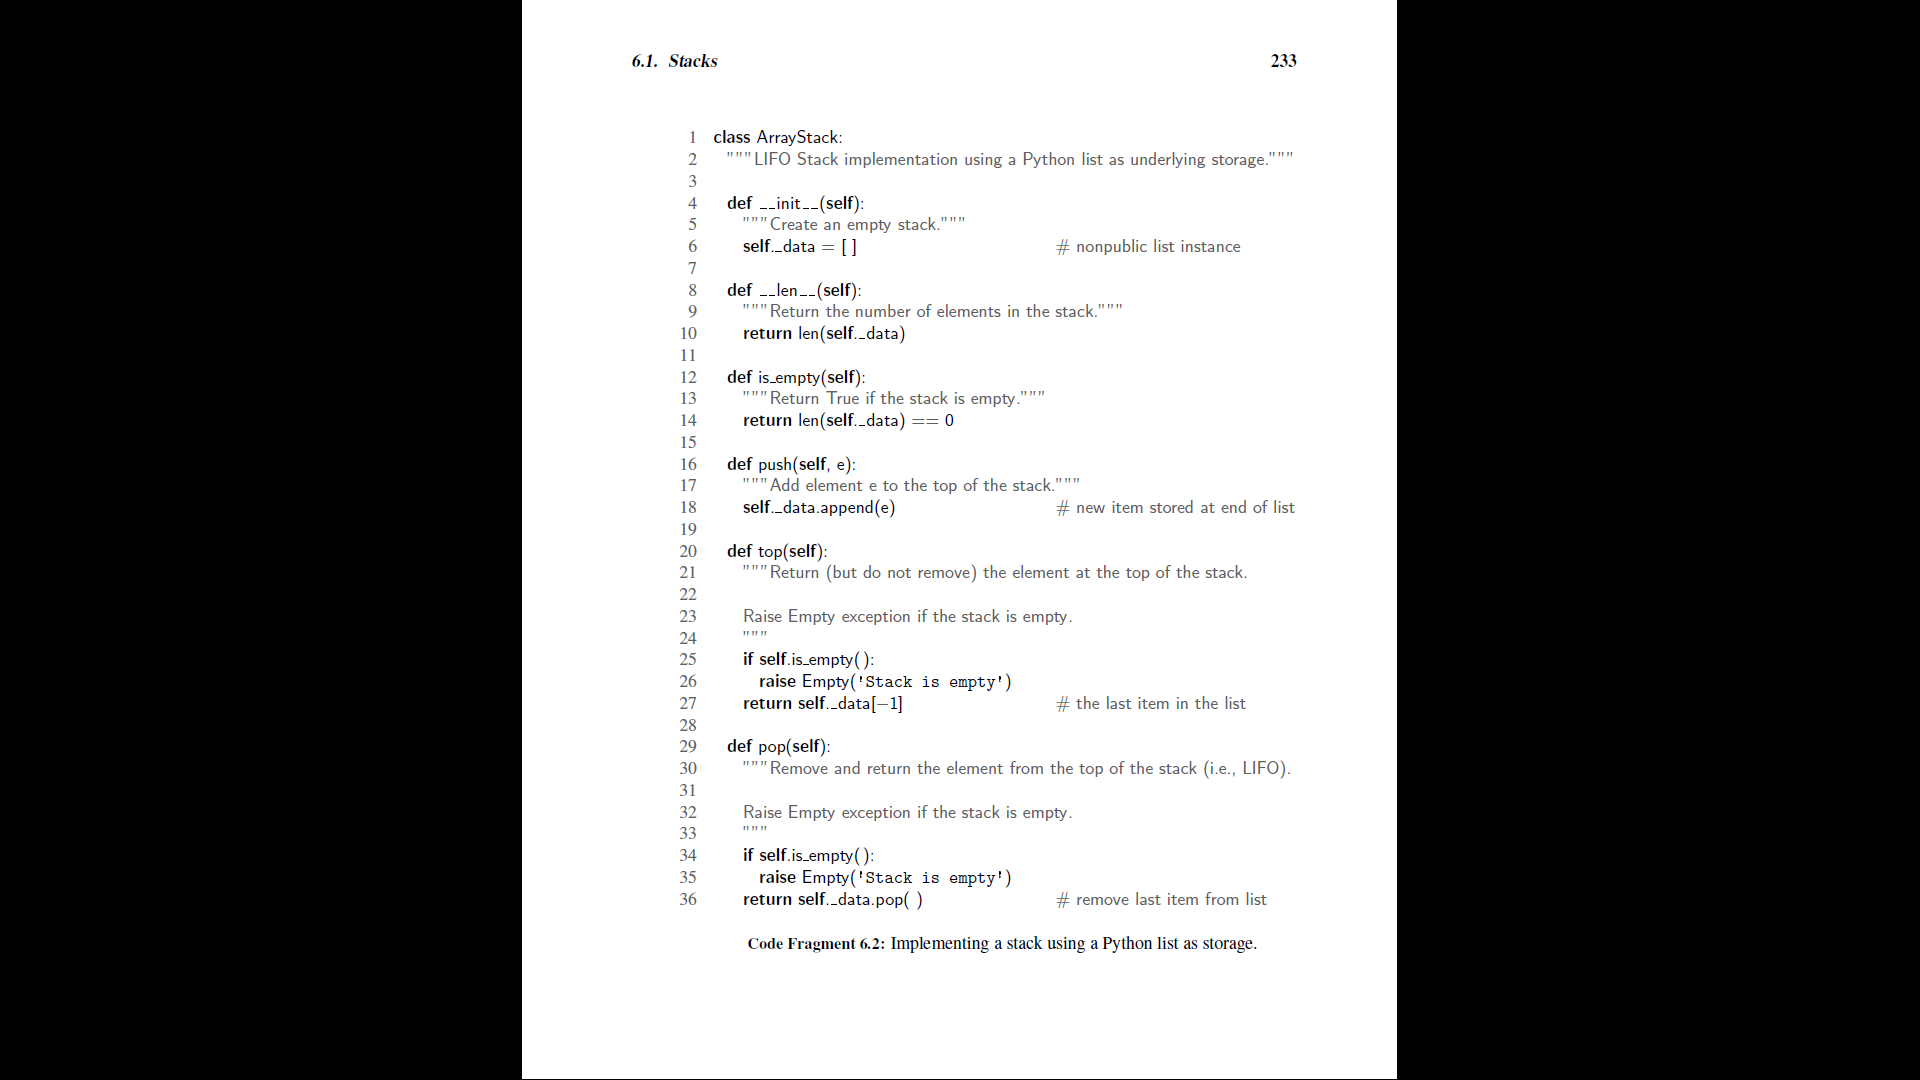 6.1. Stacks 233
1 class ArrayStack:
2 """LIFO Stack implementation using a Python list as underlying storage."""
3
4 def __init__(self):
5 """Create an empty stack."""
6 self._data = [ ] # nonpublic list instance
7
8 def __len__(self):
9 """Return the number of elements in the stack."""
10 return len(self._data)
11
12 def is_empty(self):
13 """Return True if the stack is empty."""
14 return len(self._data) == 0
15
16 def push(self, e):
17 """Add element e to the top of the stack."""
18 self._data.append(e) # new item stored at end of list
19
20 def top(self):
21 """Return (but do not remove) the element at the top of the stack.
22
23 Raise Empty exception if the stack is empty.
24 """
25 if self.is_empty( ):
26 raise Empty('Stack is empty')
27 return self._data[−1] # the last item in the list
28
29 def pop(self):
30 """Remove and return the element from the top of the stack (i.e., LIFO).
31
32 Raise Empty exception if the stack is empty.
33 """
34 if self.is_empty( ):
35 raise Empty('Stack is empty')
36 return self._data.pop( ) # remove last item from list
Code Fragment 6.2: Implementing a stack using a Python list as storage.